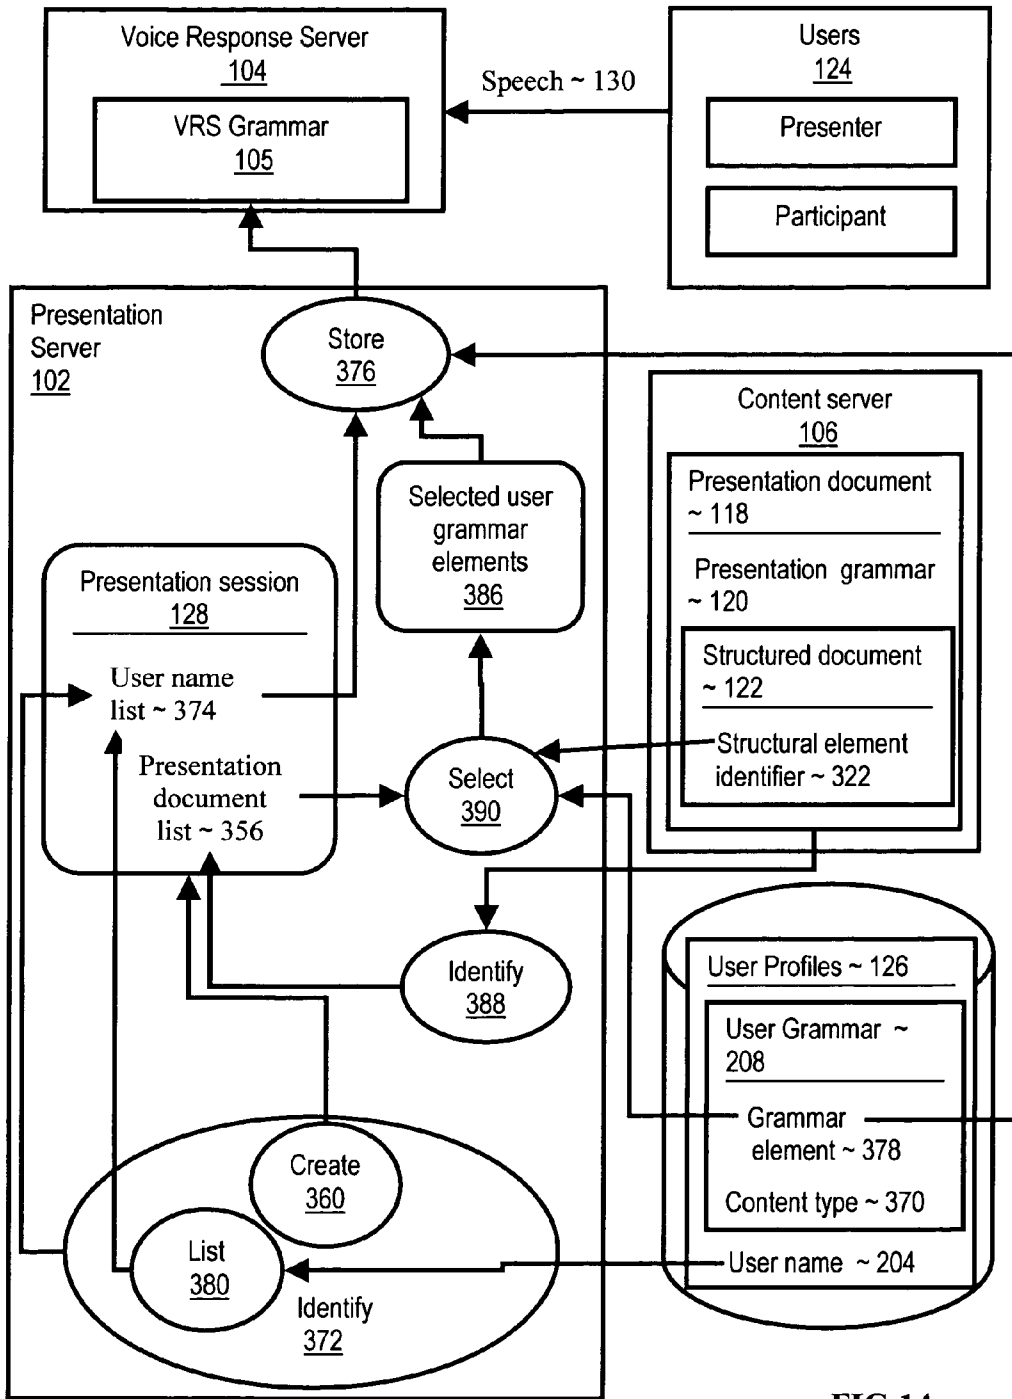 Voice Response Server
104
VRS Grammar
105
Speech ~ 130
Users
124
Presenter
Participant
Presentation
Server
102
Store
376
Selected user
grammar
elements
386
Presentation session
128
User name
list ~ 374
Presentation
document
list ~ 356
Select
390
Identify
388
Create
360
List
380
Identify
372
Content server
106
Presentation document
~ 118
Presentation grammar
~ 120
Structured document
~ 122
Structural element
identifier ~ 322
User Profiles ~ 126
User Grammar ~
208
Grammar
element ~ 378
Content type ~ 370
User name ~ 204
FIG 14